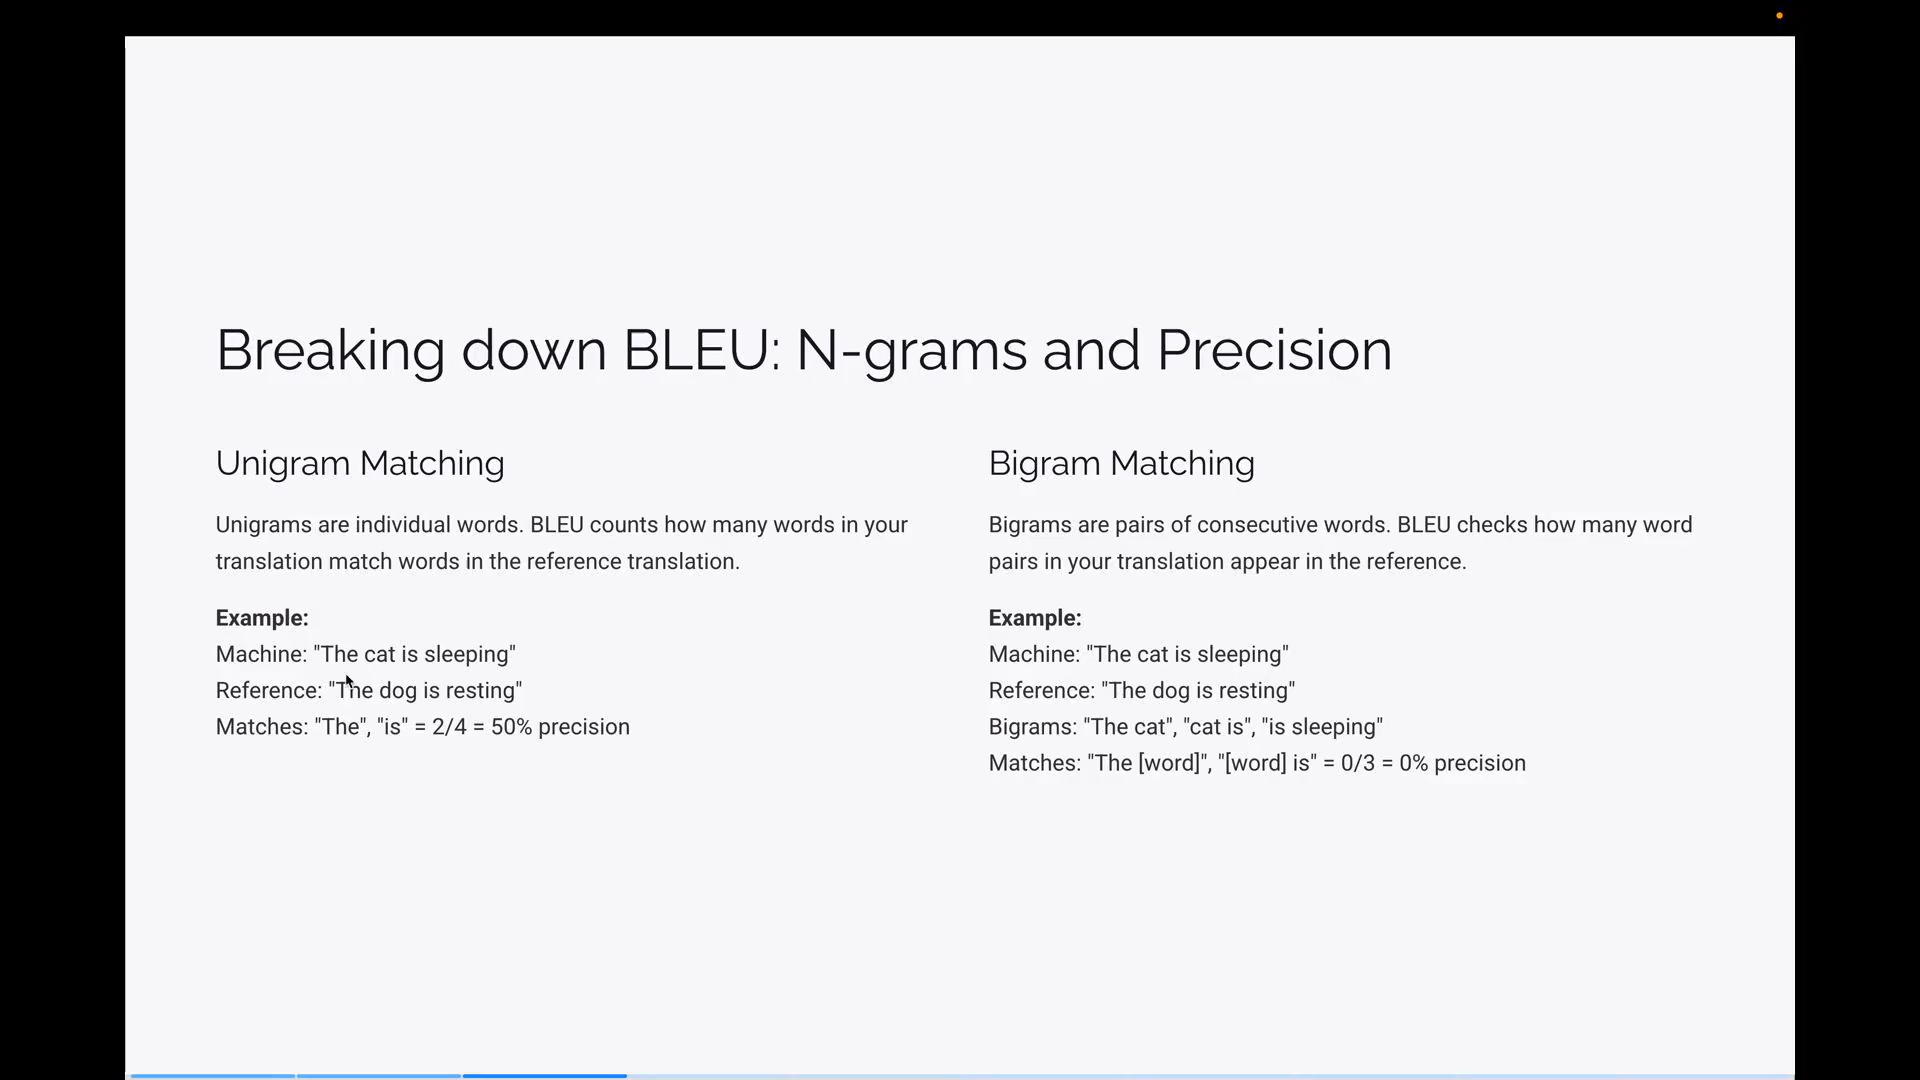 Breaking down BLEU: N-grams and Precision
Unigram Matching
Unigrams are individual words. BLEU counts how many words in your
translation match words in the reference translation.
Example:
Machine: "The cat is sleeping"
Reference: "The dog is resting"
Matches: "The", "is" = 2/4 = 50% precision
Bigram Matching
Bigrams are pairs of consecutive words. BLEU checks how many word
pairs in your translation appear in the reference.
Example:
Machine: "The cat is sleeping"
Reference: "The dog is resting"
Bigrams: "The cat", "cat is", "is sleeping"
Matches: "The [word]", "[word] is" = 0/3 = 0% precision